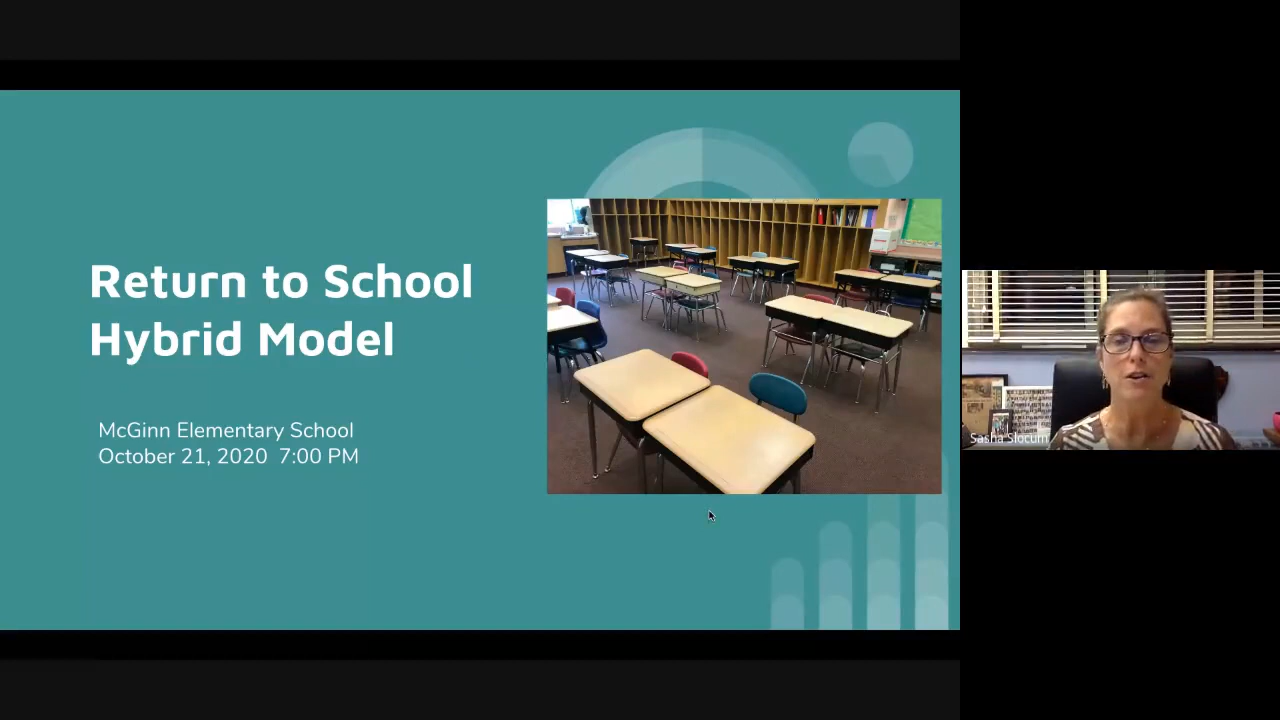 Return to School
Hybrid Model
McGinn Elementary School
October 21, 2020 7:00 PM
Sasha Slocum